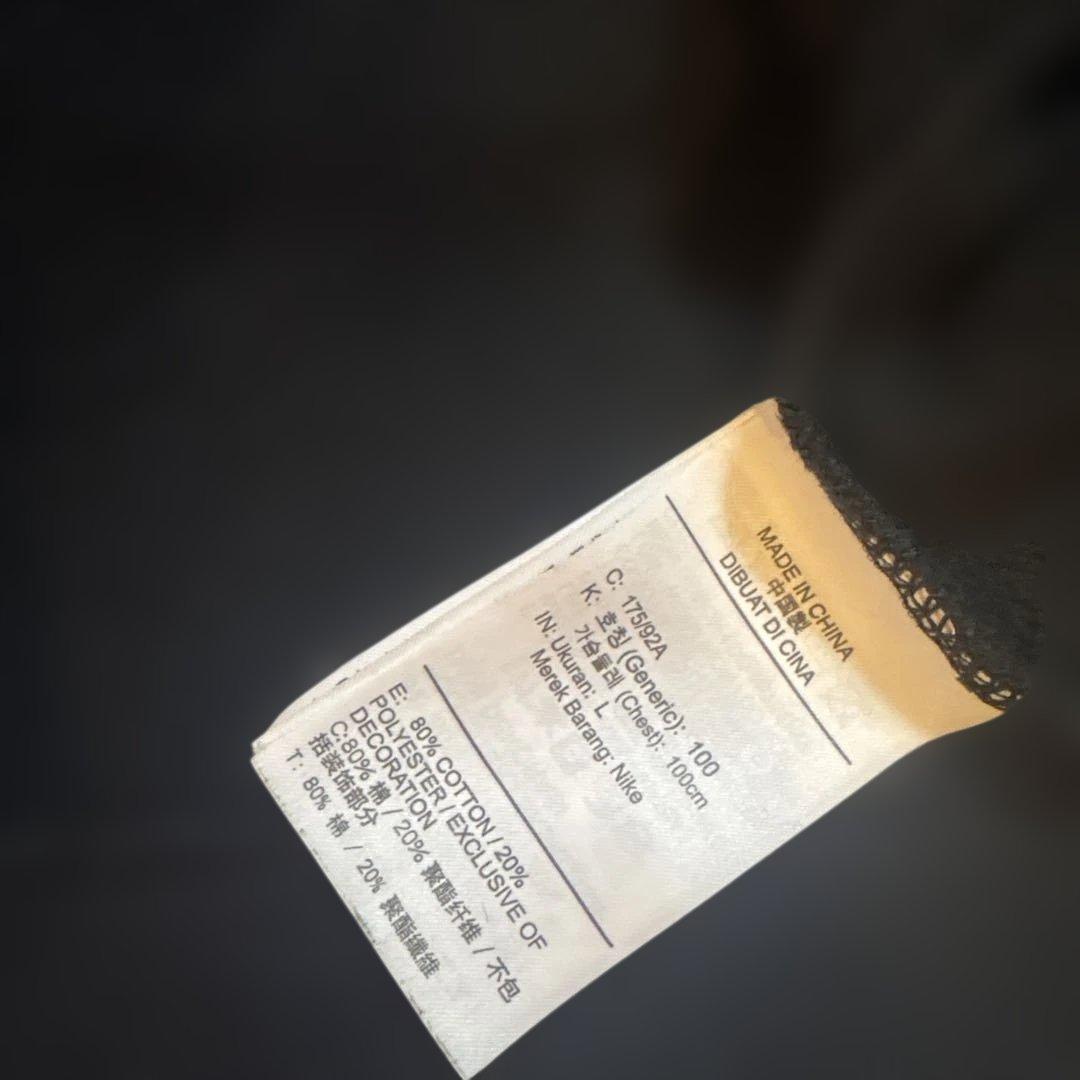 MADE IN CHINA
中国製
DIBUAT DI CINA
C: 175/92A
K: 호칭 (Generic): 100
가슴둘레 (Chest): 100cm
IN: Ukuran: L
Merek Barang: Nike
E: 80% COTTON / 20%
POLYESTER / EXCLUSIVE OF
DECORATION
C:80% 棉 / 20% 聚酯纤维 / 不包
括装饰部分
T: 80% 棉 / 20% 聚酯纖維